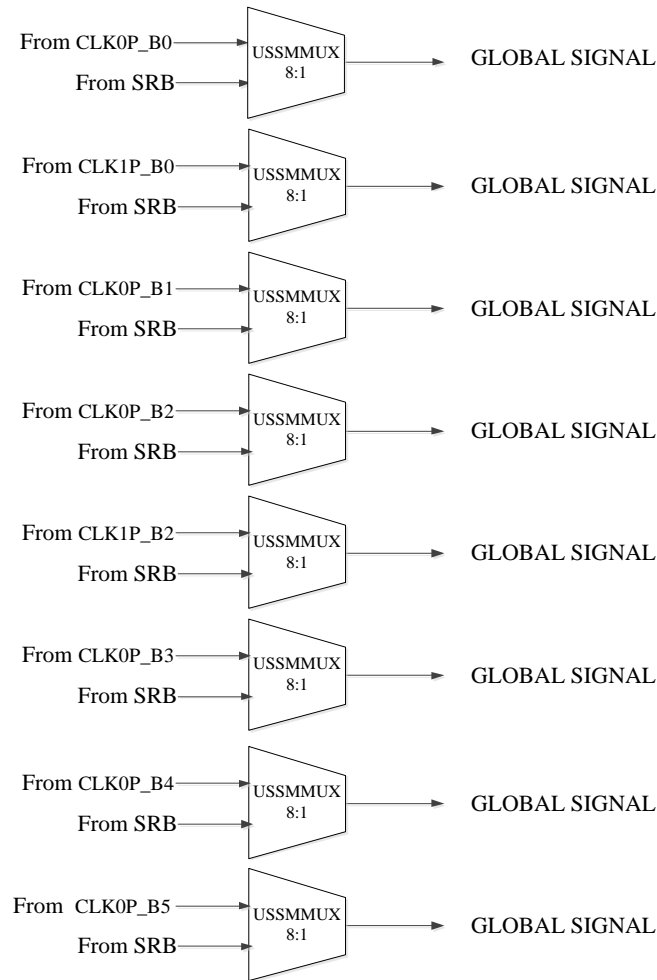 From CLK0P_B0
From SRB
USSMMUX
8:1
GLOBAL SIGNAL
From CLK1P_B0
From SRB
USSMMUX
8:1
GLOBAL SIGNAL
From CLK0P_B1
From SRB
USSMMUX
8:1
GLOBAL SIGNAL
From CLK0P_B2
From SRB
USSMMUX
8:1
GLOBAL SIGNAL
From CLK1P_B2
From SRB
USSMMUX
8:1
GLOBAL SIGNAL
From CLK0P_B3
From SRB
USSMMUX
8:1
GLOBAL SIGNAL
From CLK0P_B4
From SRB
USSMMUX
8:1
GLOBAL SIGNAL
From CLK0P_B5
From SRB
USSMMUX
8:1
GLOBAL SIGNAL